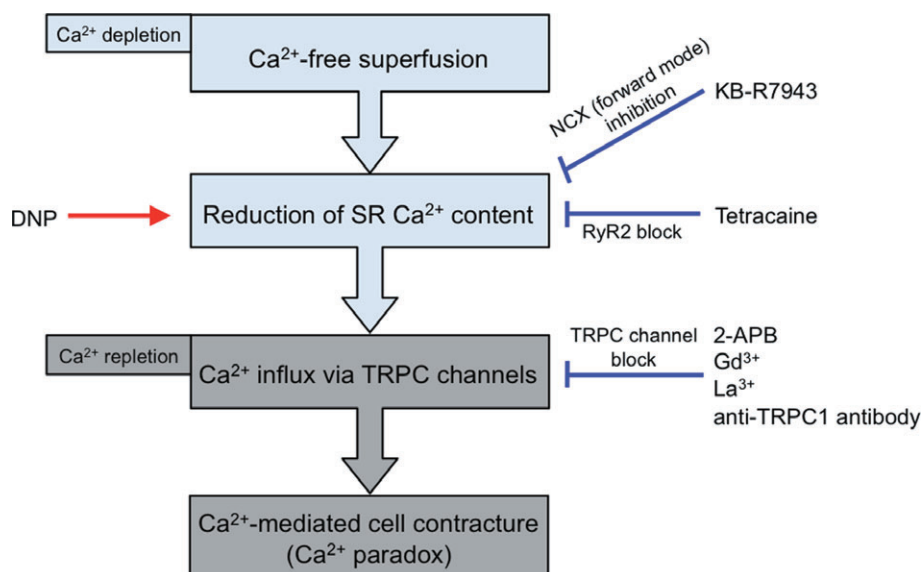 Ca²⁺ depletion
Ca²⁺-free superfusion
KB-R7943
NCX (forward mode)
inhibition
DNP
Reduction of SR Ca²⁺ content
Tetracaine
RyR2 block
Ca²⁺ repletion
Ca²⁺ influx via TRPC channels
TRPC channel
block
2-APB
Gd³⁺
La³⁺
anti-TRPC1 antibody
Ca²⁺-mediated cell contracture
(Ca²⁺ paradox)